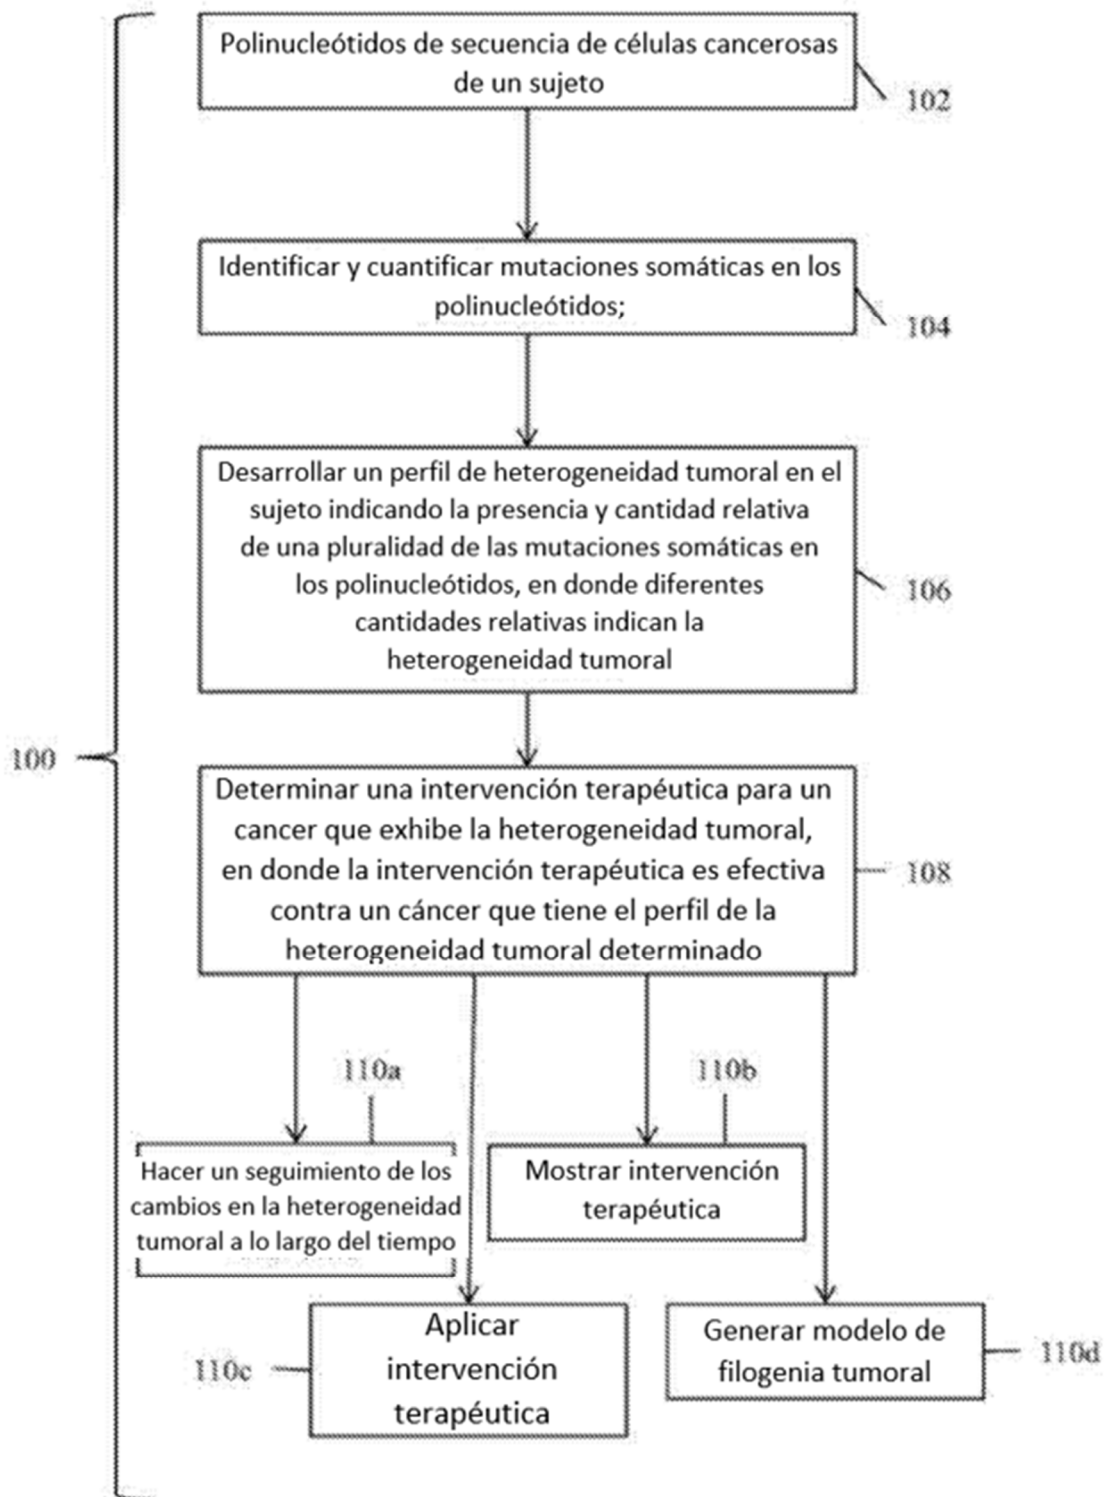 Polinucleótidos de secuencia de células cancerosas
de un sujeto
102
Identificar y cuantificar mutaciones somáticas en los
polinucleótidos;
104
Desarrollar un perfil de heterogeneidad tumoral en el
sujeto indicando la presencia y cantidad relativa
de una pluralidad de las mutaciones somáticas en
los polinucleótidos, en donde diferentes
cantidades relativas indican la
heterogeneidad tumoral
106
100
Determinar una intervención terapéutica para un
cancer que exhibe la heterogeneidad tumoral,
en donde la intervención terapéutica es efectiva
contra un cáncer que tiene el perfil de la
heterogeneidad tumoral determinado
108
110a
110b
Hacer un seguimiento de los
cambios en la heterogeneidad
tumoral a lo largo del tiempo
Mostrar intervención
terapéutica
110c
Aplicar
intervención
terapéutica
Generar modelo de
filogenia tumoral
110d